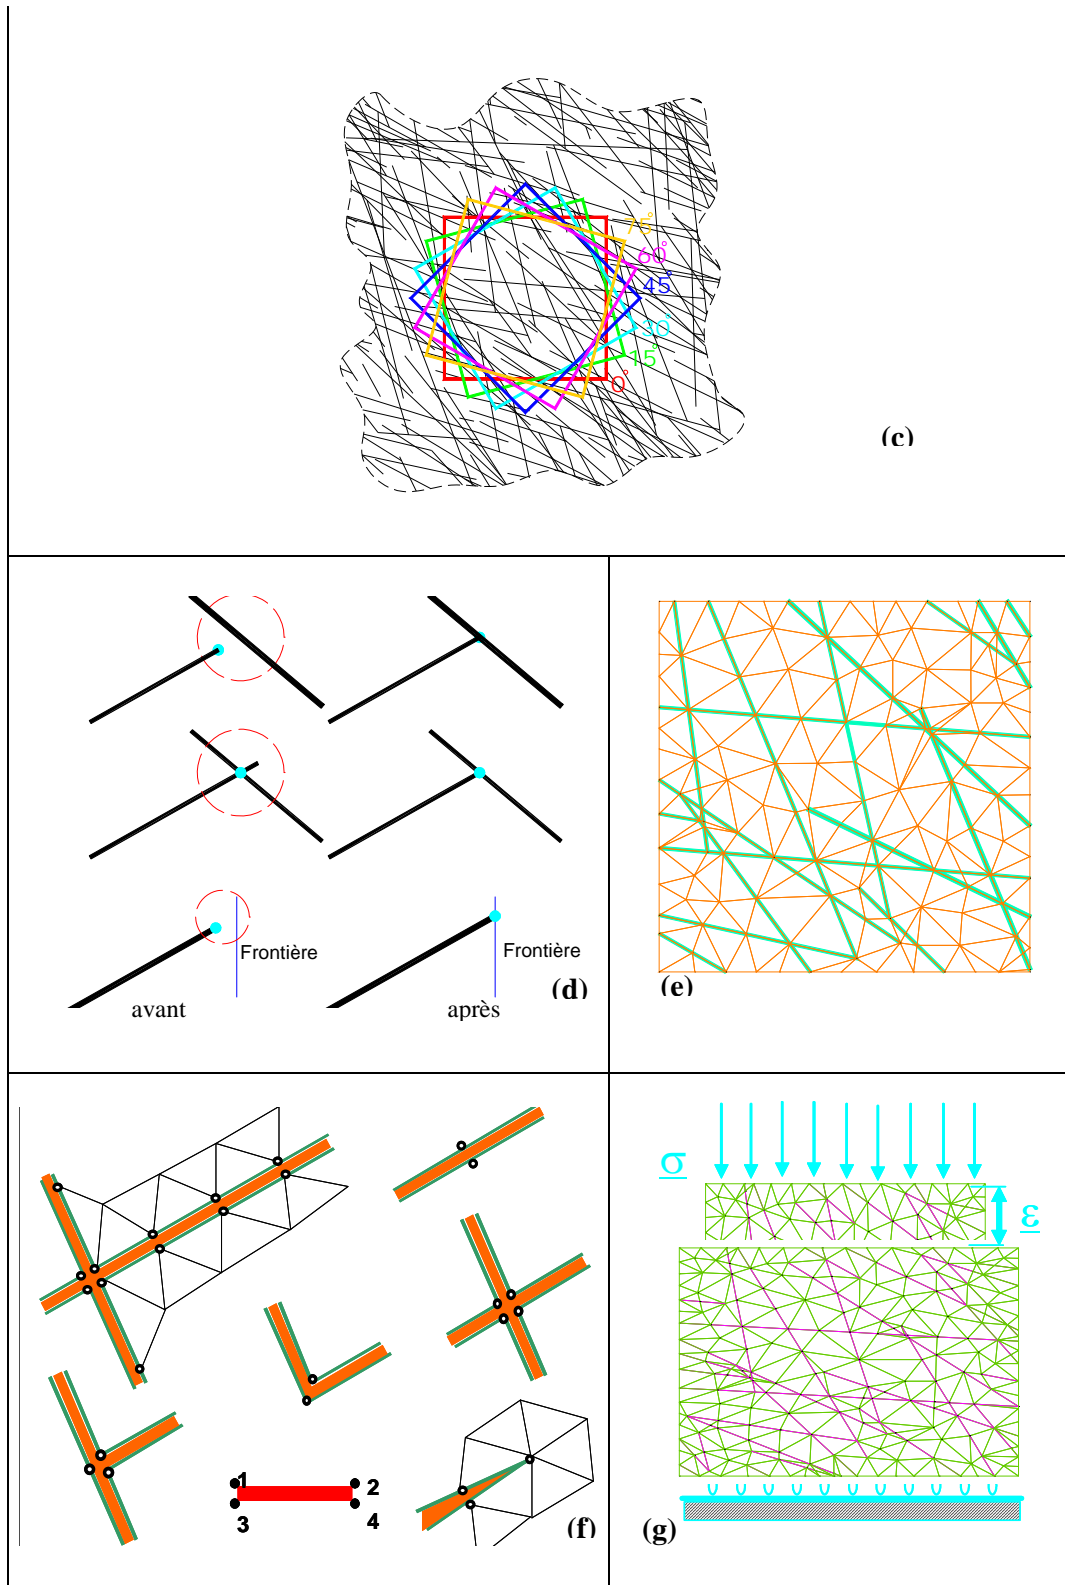 75°
60°
45°
30°
15°
0°
(c)
Frontière
Frontière
(d)
avant
après
(e)
1
2
3
4
(f)
σ
ε
(g)